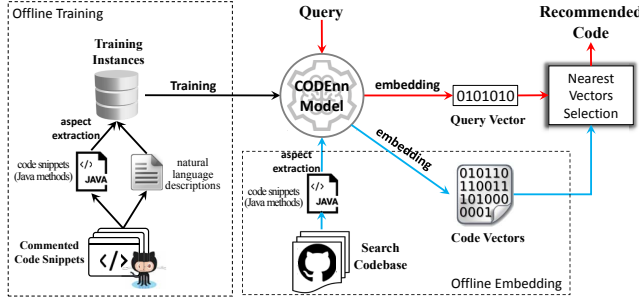 Offline Training
Training
Instances
aspect
extraction
code snippets
(Java methods)
</>
JAVA
natural
language
descriptions
Commented
Code Snippets
</>
Training
Query
CODEnn
Model
embedding
0101010
Query Vector
Recommended
Code
Nearest
Vectors
Selection
embedding
aspect
extraction
code snippets
(Java methods)
</>
JAVA
Search
Codebase
010110
110011
101000
0001
Code Vectors
Offline Embedding